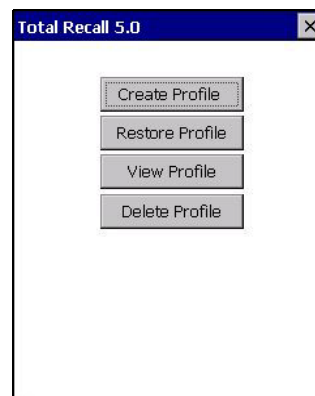 Total Recall 5.0
Create Profile
Restore Profile
View Profile
Delete Profile